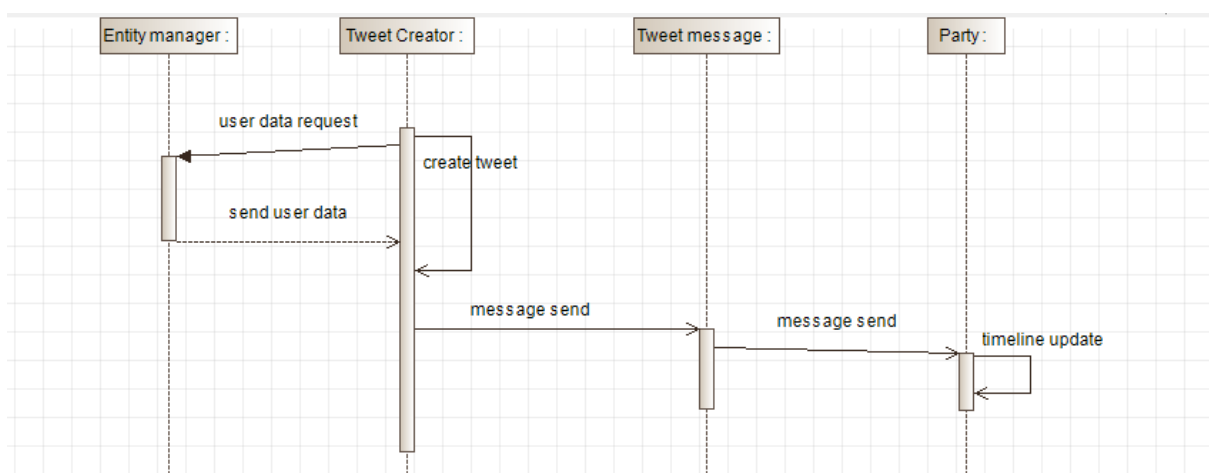 Entity manager :
Tweet Creator :
Tweet message :
Party :
user data request
create tweet
send user data
message send
message send
timeline update